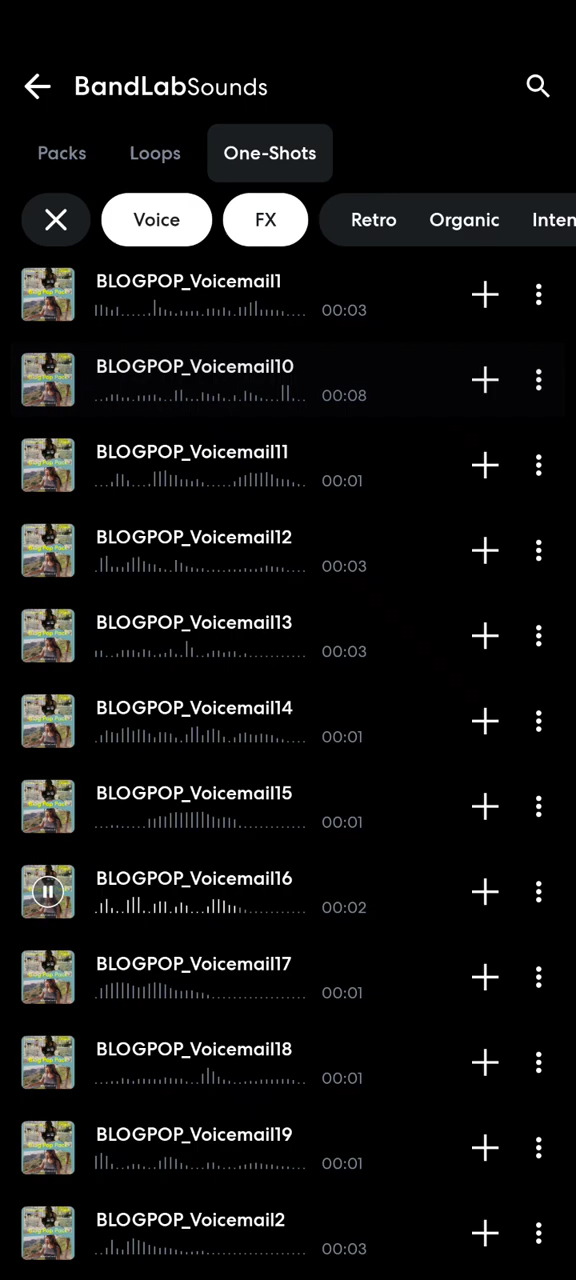 BandLabSounds
Packs Loops One-Shots
Voice FX Retro Organic Inten
BLOGPOP_Voicemail1
00:03
BLOGPOP_Voicemail10
00:08
BLOGPOP_Voicemail11
00:01
BLOGPOP_Voicemail12
00:03
BLOGPOP_Voicemail13
00:03
BLOGPOP_Voicemail14
00:01
BLOGPOP_Voicemail15
00:01
BLOGPOP_Voicemail16
00:02
BLOGPOP_Voicemail17
00:01
BLOGPOP_Voicemail18
00:01
BLOGPOP_Voicemail19
00:01
BLOGPOP_Voicemail2
00:03